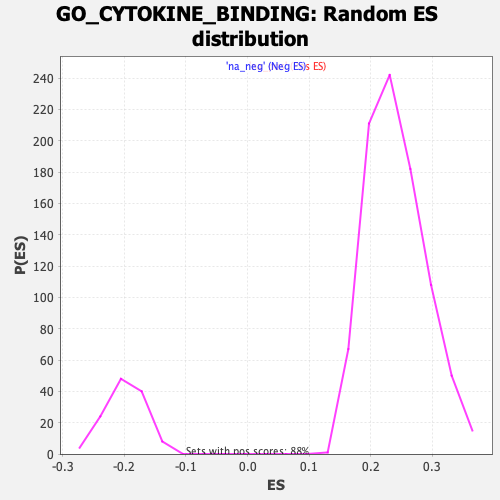 GO_CYTOKINE_BINDING: Random ES
distribution
'na_neg' (Neg ES)s ES)
240
220
200
180
160
140
120
100
80
60
40
20
0
P(ES)
Sets with pos scores: 88%
-0.3 -0.2 -0.1 0.0 0.1 0.2 0.3
ES